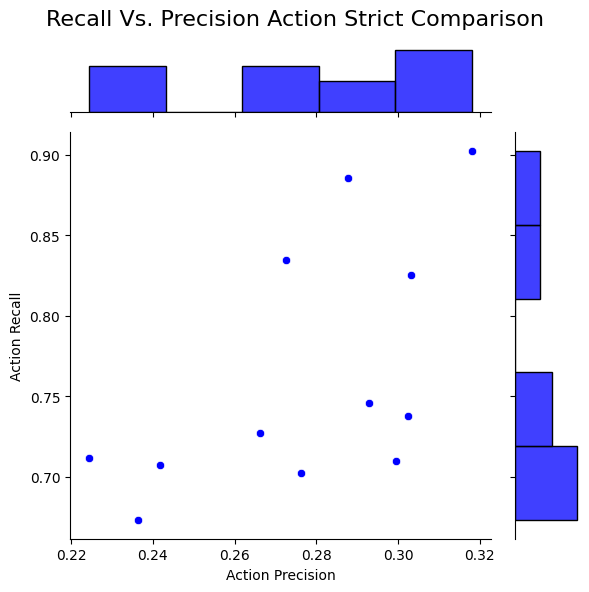 Recall Vs. Precision Action Strict Comparison
0.90
0.85
0.80
0.75
0.70
Action Recall
0.22 0.24 0.26 0.28 0.30 0.32
Action Precision